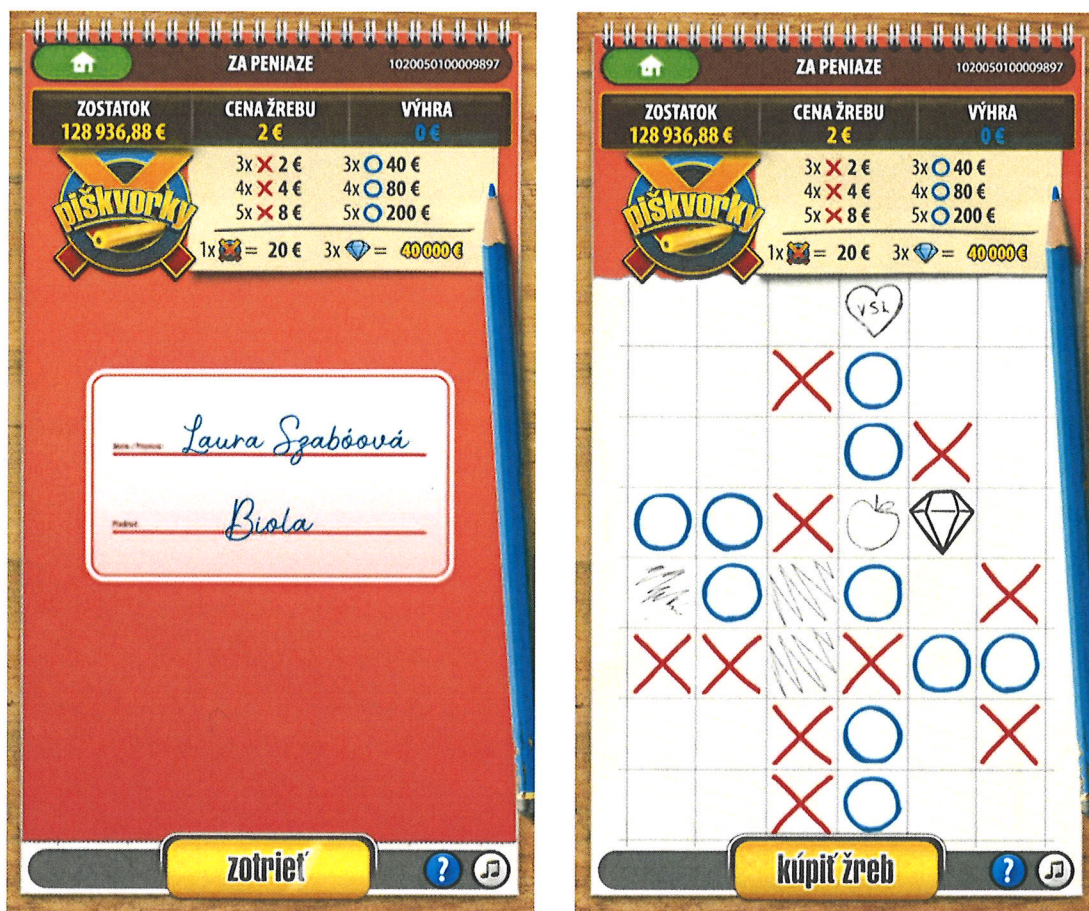 ZA PENIAZE
1020050100009897
ZOSTATOK
128 936,88 €
CENA ŽREBU
2 €
VÝHRA
0 €
piškvorky
3x X 2 €
3x O 40 €
4x X 4 €
4x O 80 €
5x X 8 €
5x O 200 €
1x = 20 €
3x = 40 000 €
Laura Szabóová
Biola
zotrieť
?
ZA PENIAZE
1020050100009897
ZOSTATOK
128 936,88 €
CENA ŽREBU
2 €
VÝHRA
0 €
piškvorky
3x X 2 €
3x O 40 €
4x X 4 €
4x O 80 €
5x X 8 €
5x O 200 €
1x = 20 €
3x = 40 000 €
kúpiť žreb
?